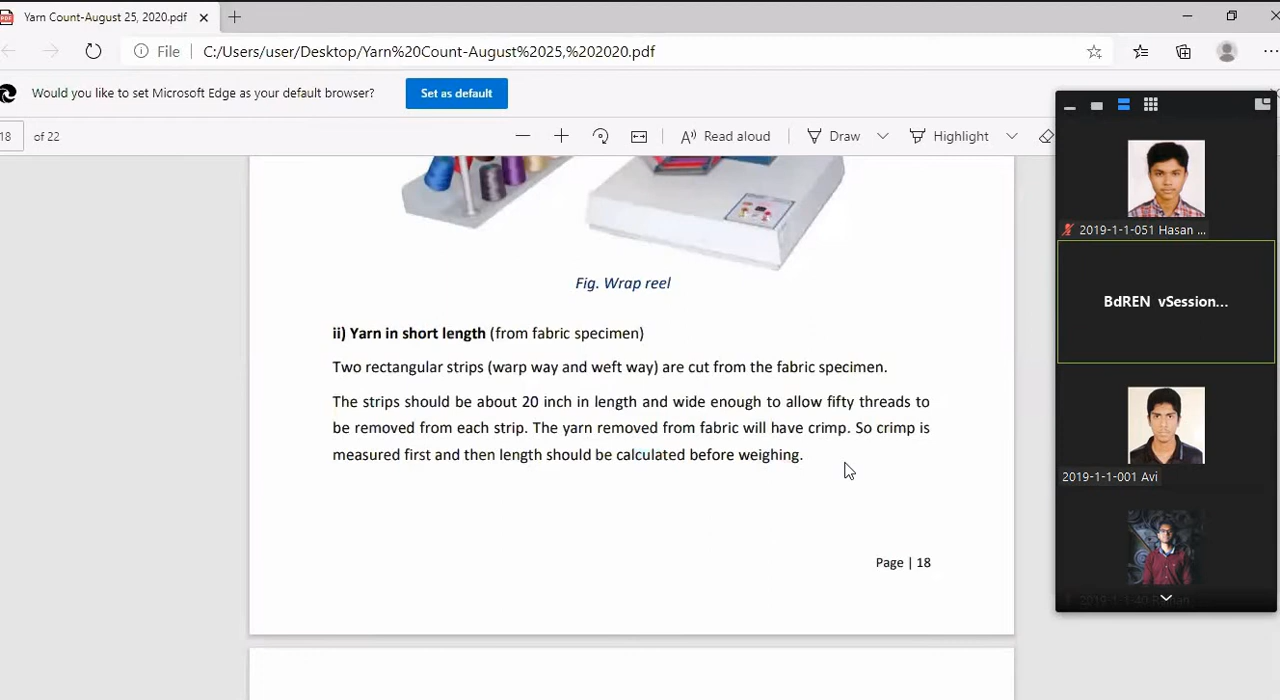 Yarn Count-August 25, 2020.pdf
File
C:/Users/user/Desktop/Yarn%20Count-August%2025,%202020.pdf
Would you like to set Microsoft Edge as your default browser?
Set as default
18 of 22
Read aloud
Draw
Highlight
Fig. Wrap reel
ii) Yarn in short length (from fabric specimen)
Two rectangular strips (warp way and weft way) are cut from the fabric specimen.
The strips should be about 20 inch in length and wide enough to allow fifty threads to
be removed from each strip. The yarn removed from fabric will have crimp. So crimp is
measured first and then length should be calculated before weighing.
Page | 18
2019-1-1-051 Hasan ...
BdREN vSession...
2019-1-1-001 Avi